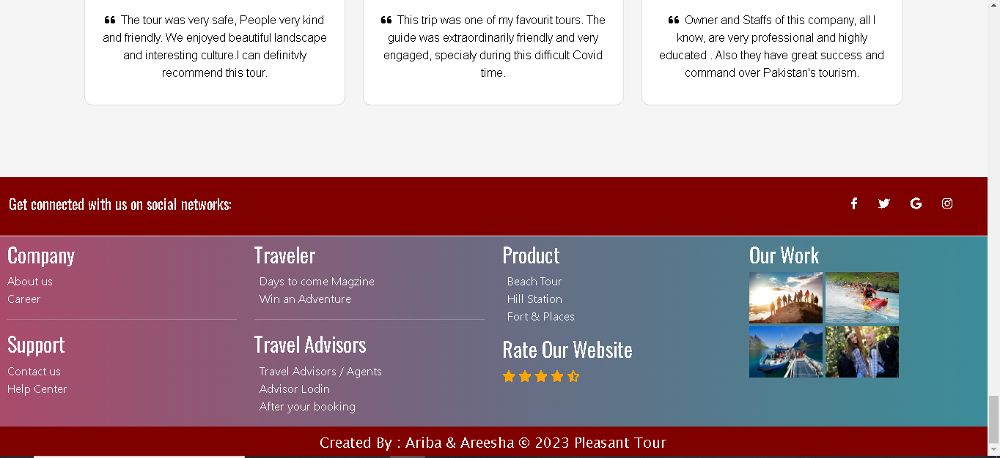 ❝ The tour was very safe, People very kind
and friendly. We enjoyed beautiful landscape
and interesting culture.I can definitvly
recommend this tour.
❝ This trip was one of my favourit tours. The
guide was extraordinarily friendly and very
engaged, specialy during this difficult Covid
time.
❝ Owner and Staffs of this company, all I
know, are very professional and highly
educated . Also they have great success and
command over Pakistan's tourism.
Get connected with us on social networks:
Company
About us
Career
Support
Contact us
Help Center
Traveler
Days to come Magzine
Win an Adventure
Travel Advisors
Travel Advisors / Agents
Advisor Lodin
After your booking
Product
Beach Tour
Hill Station
Fort & Places
Rate Our Website
Our Work
Created By : Ariba & Areesha © 2023 Pleasant Tour